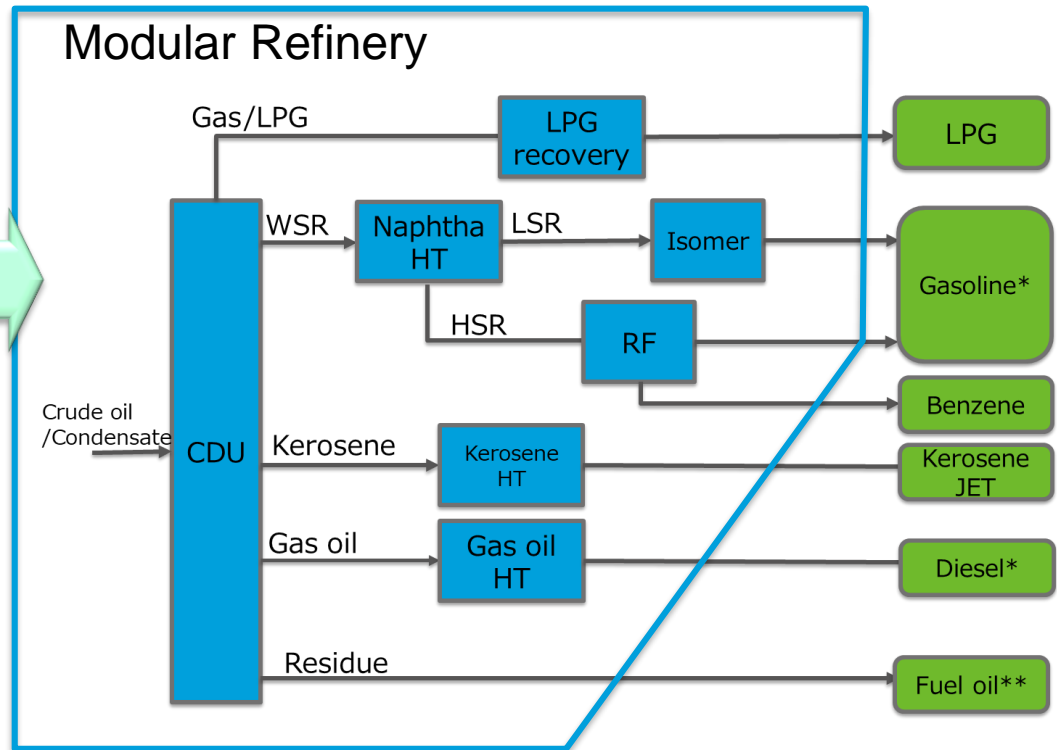 Modular Refinery
Gas/LPG
LPG
recovery
LPG
WSR
Naphtha
HT
LSR
Isomer
Gasoline*
HSR
RF
Benzene
Crude oil
/Condensate
CDU
Kerosene
Kerosene
HT
Kerosene
JET
Gas oil
Gas oil
HT
Diesel*
Residue
Fuel oil**